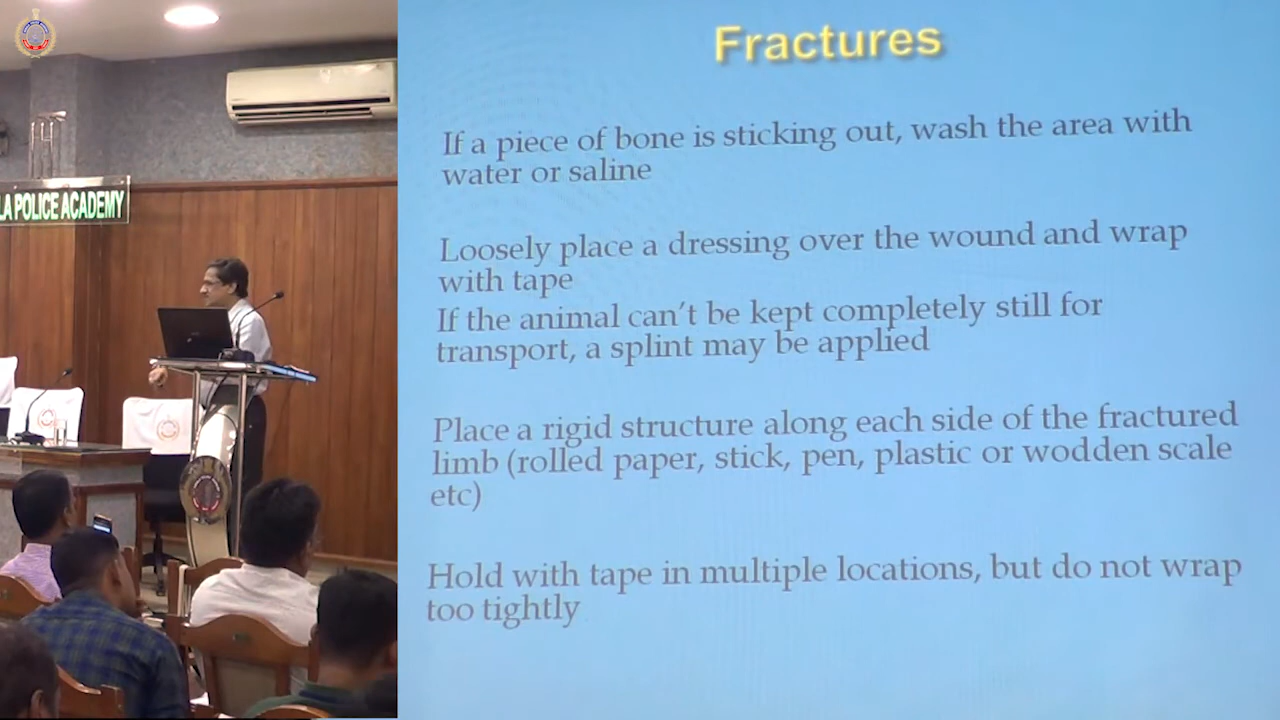 LA POLICE ACADEMY
Fractures
If a piece of bone is sticking out, wash the area with
water or saline
Loosely place a dressing over the wound and wrap
with tape
If the animal can't be kept completely still for
transport, a splint may be applied
Place a rigid structure along each side of the fractured
limb (rolled paper, stick, pen, plastic or wodden scale
etc)
Hold with tape in multiple locations, but do not wrap
too tightly